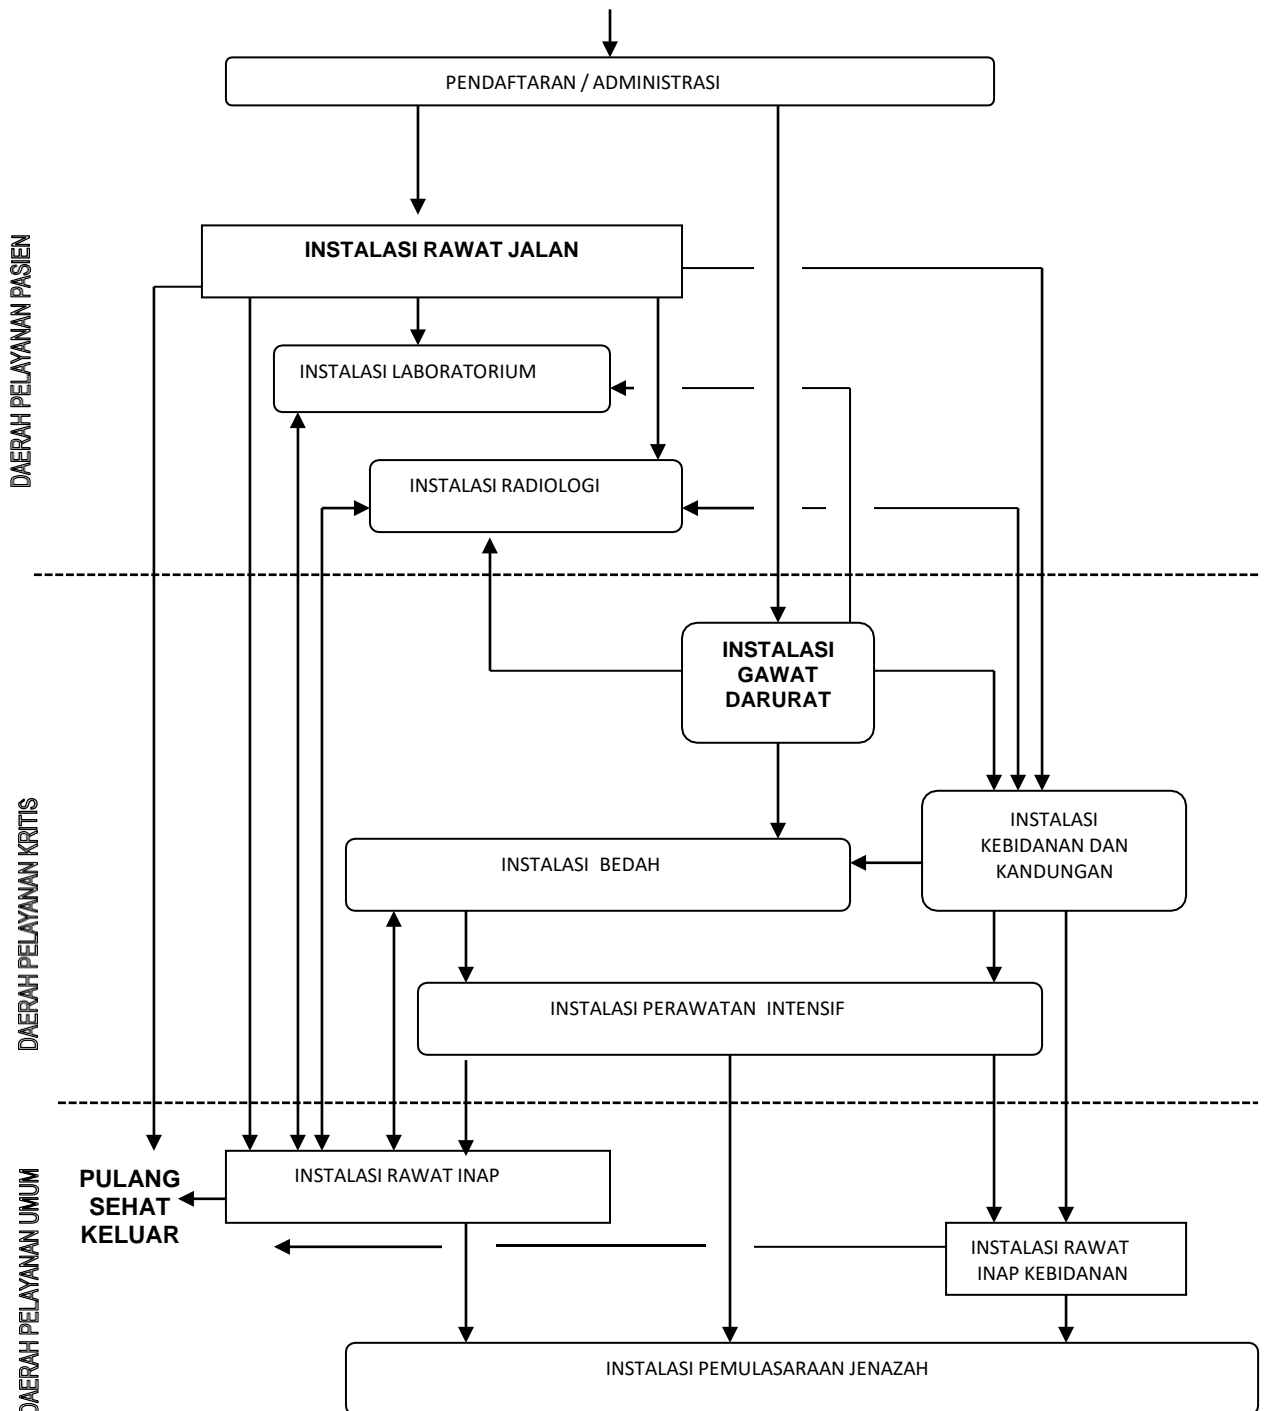 PENDAFTARAN / ADMINISTRASI
DAERAH PELAYANAN PASIEN
INSTALASI RAWAT JALAN
INSTALASI LABORATORIUM
INSTALASI RADIOLOGI
DAERAH PELAYANAN KRITIS
INSTALASI
GAWAT
DARURAT
INSTALASI
KEBIDANAN DAN
KANDUNGAN
INSTALASI  BEDAH
INSTALASI PERAWATAN  INTENSIF
DAERAH PELAYANAN UMUM
PULANG
SEHAT
KELUAR
INSTALASI RAWAT INAP
INSTALASI RAWAT
INAP KEBIDANAN
INSTALASI PEMULASARAAN JENAZAH